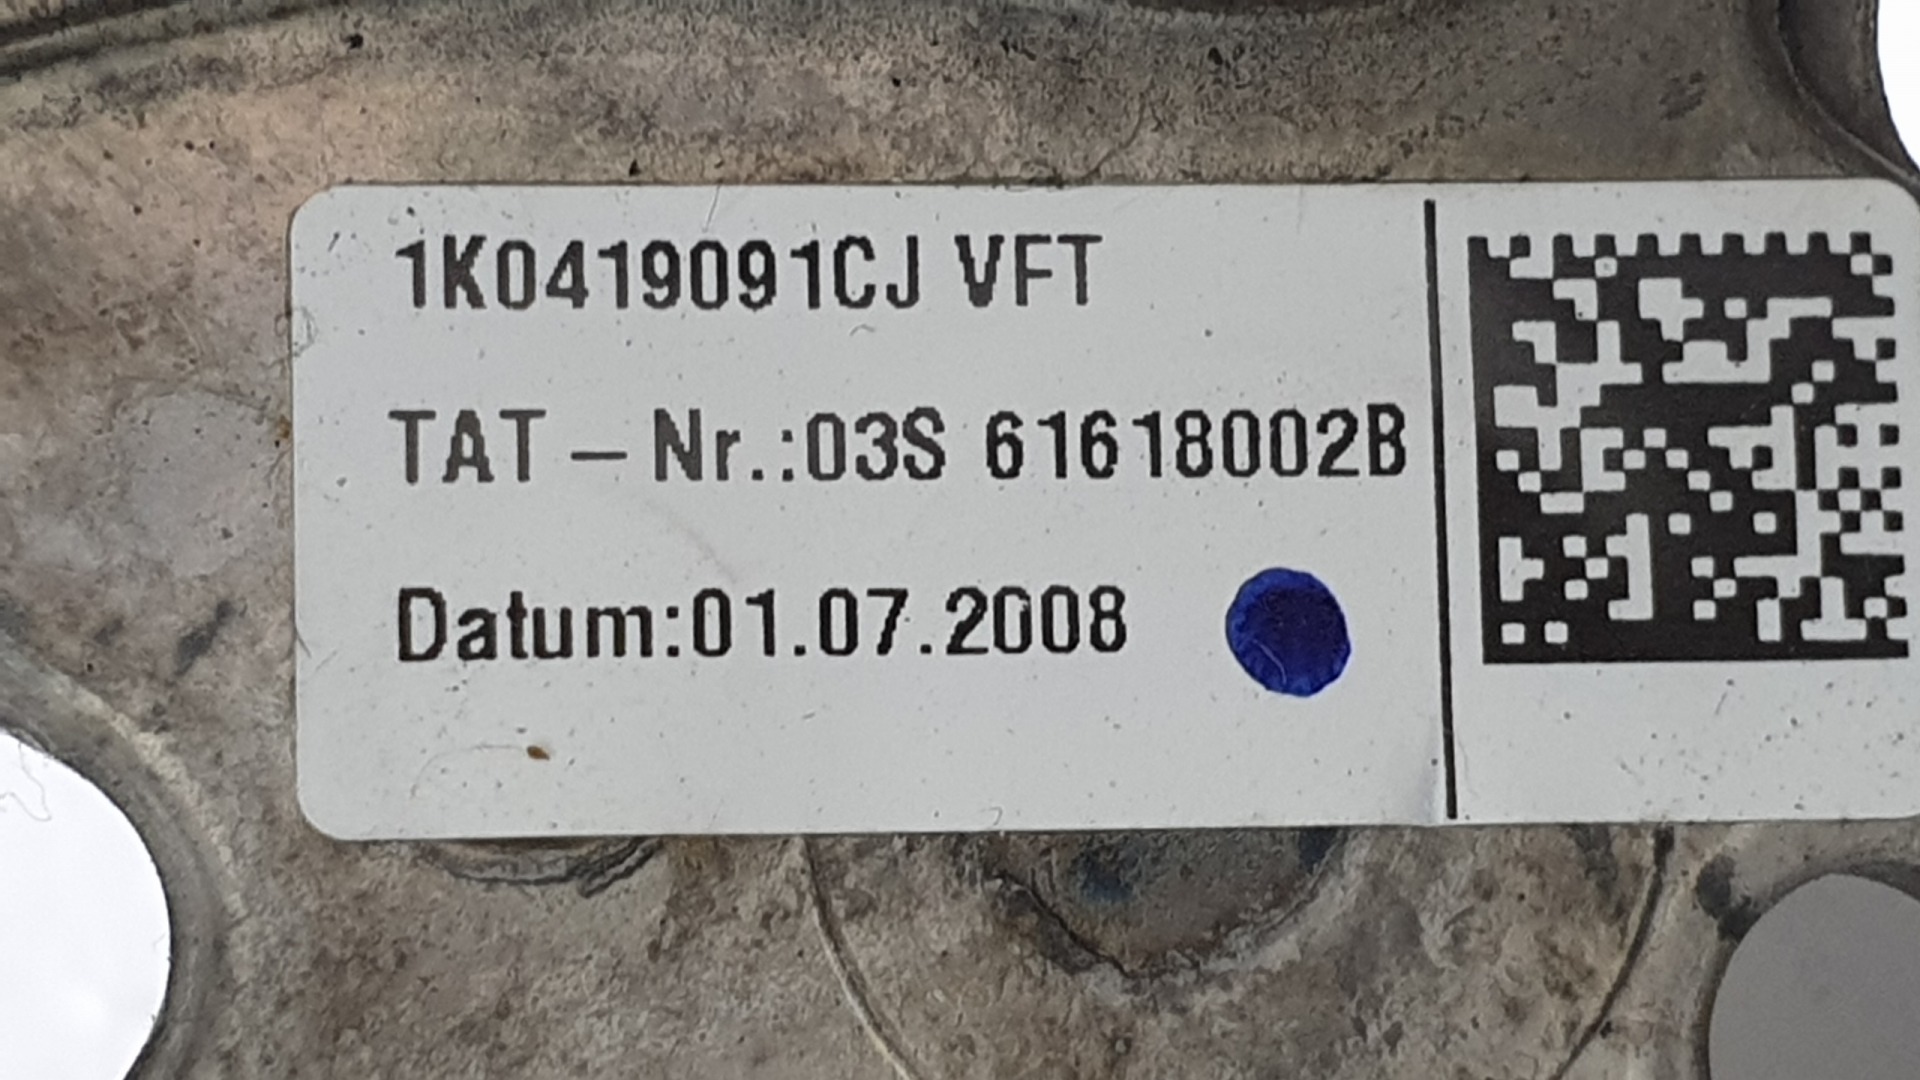 1K0419091CJ VFT
TAT – Nr.:03S 61618002B
Datum:01.07.2008